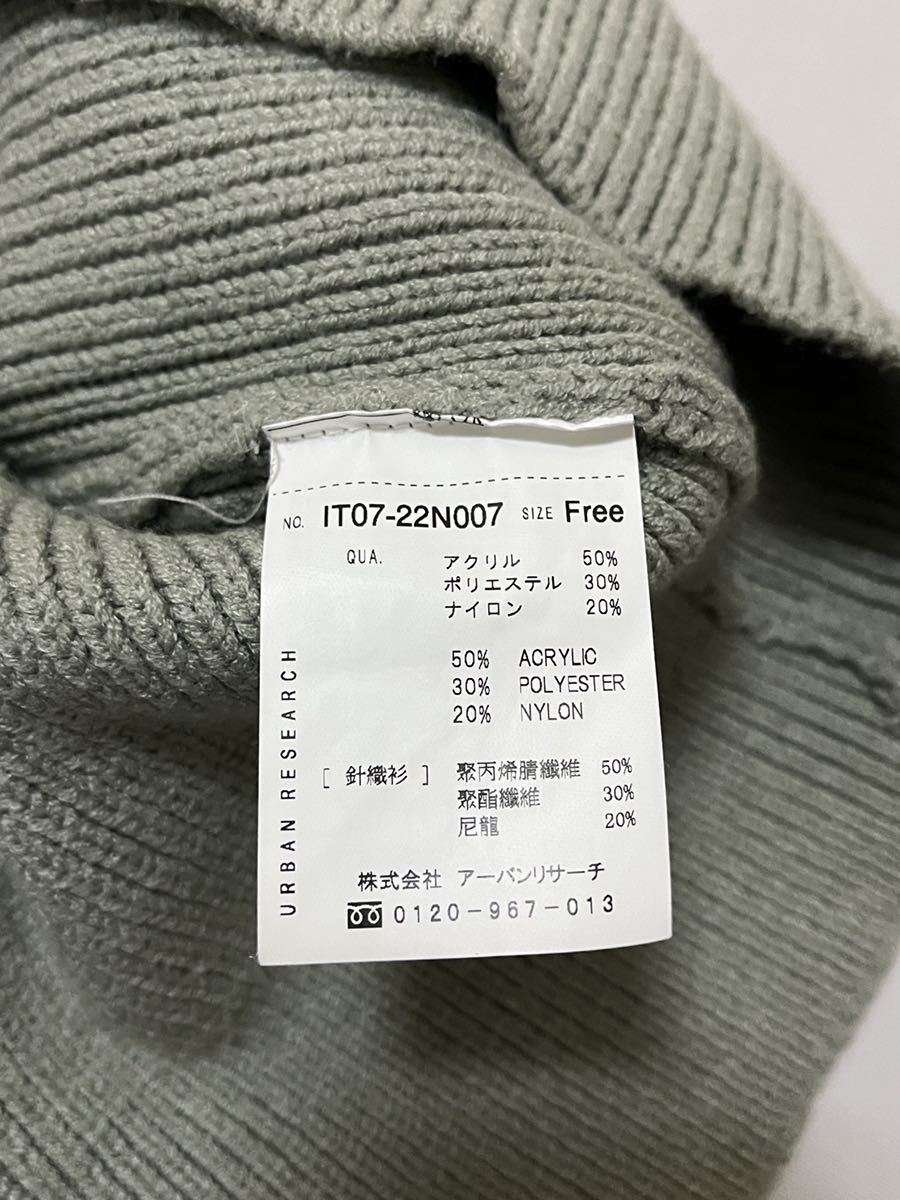 NO. IT07-22N007 SIZE Free
QUA. アクリル 50%
ポリエステル 30%
ナイロン 20%
50% ACRYLIC
30% POLYESTER
20% NYLON
[ 針織衫 ] 聚丙烯腈纖維 50%
聚酯纖維 30%
尼龍 20%
株式会社 アーバンリサーチ
0120-967-013
URBAN RESEARCH